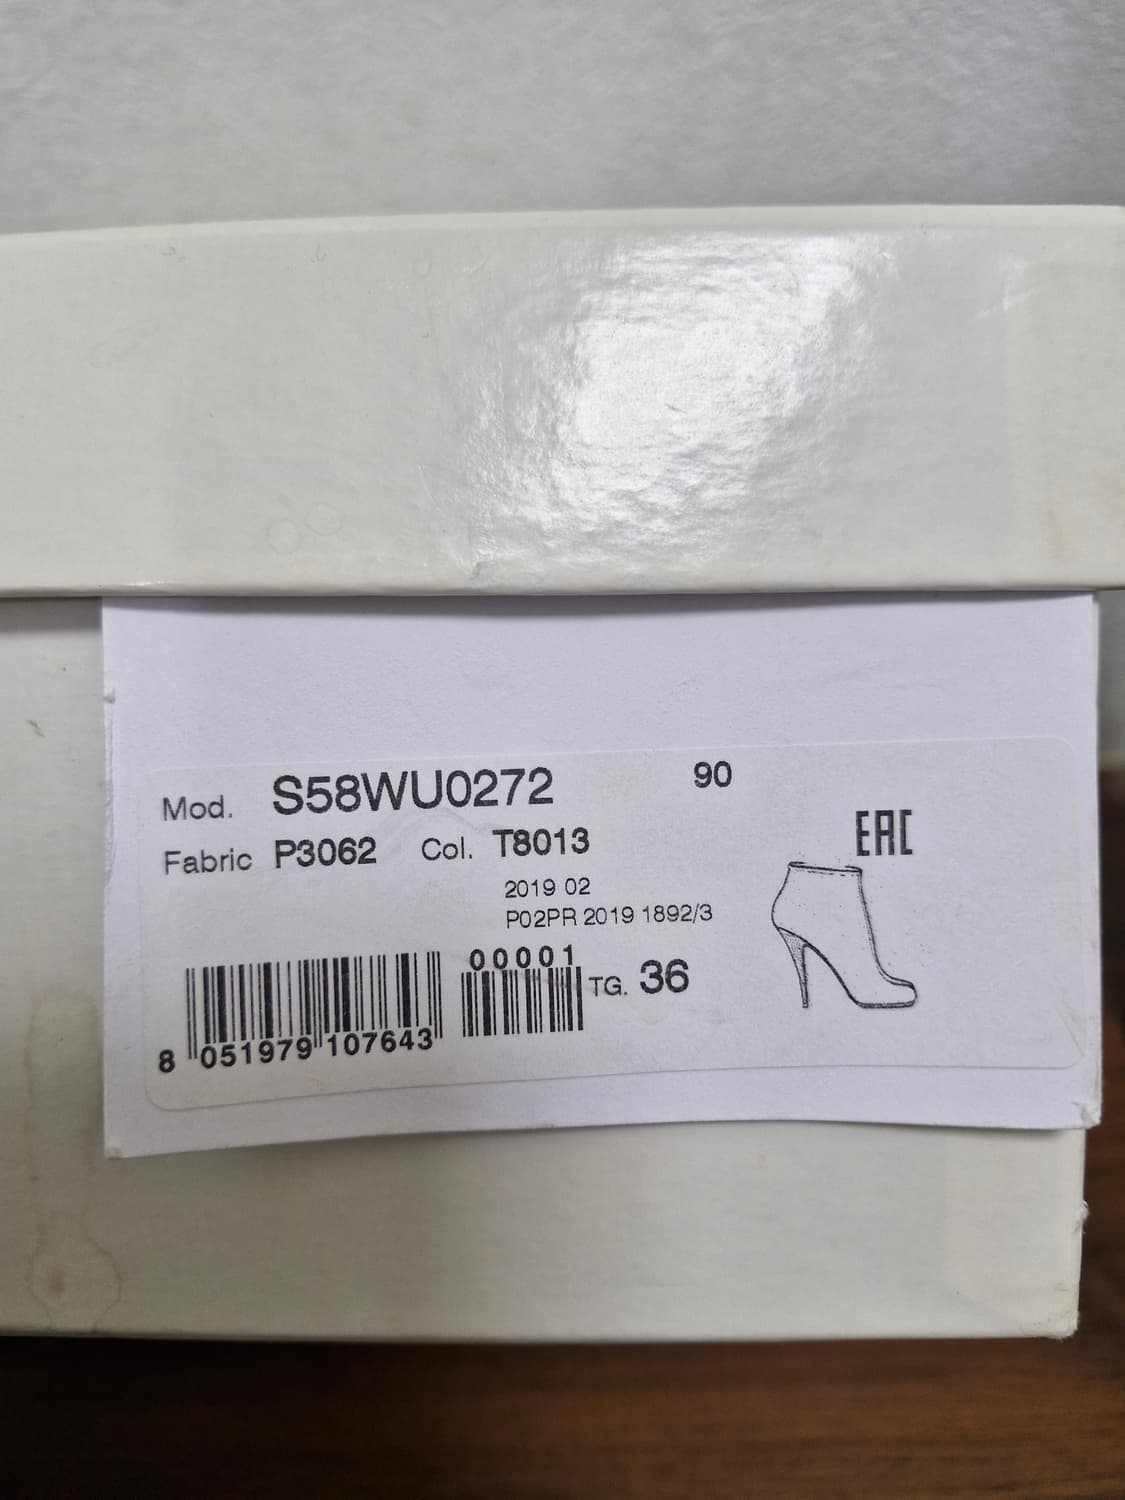 Mod. S58WU0272 90
Fabric P3062 Col. T8013
EAC
2019 02
P02PR 2019 1892/3
00001
TG. 36
8 051979 107643